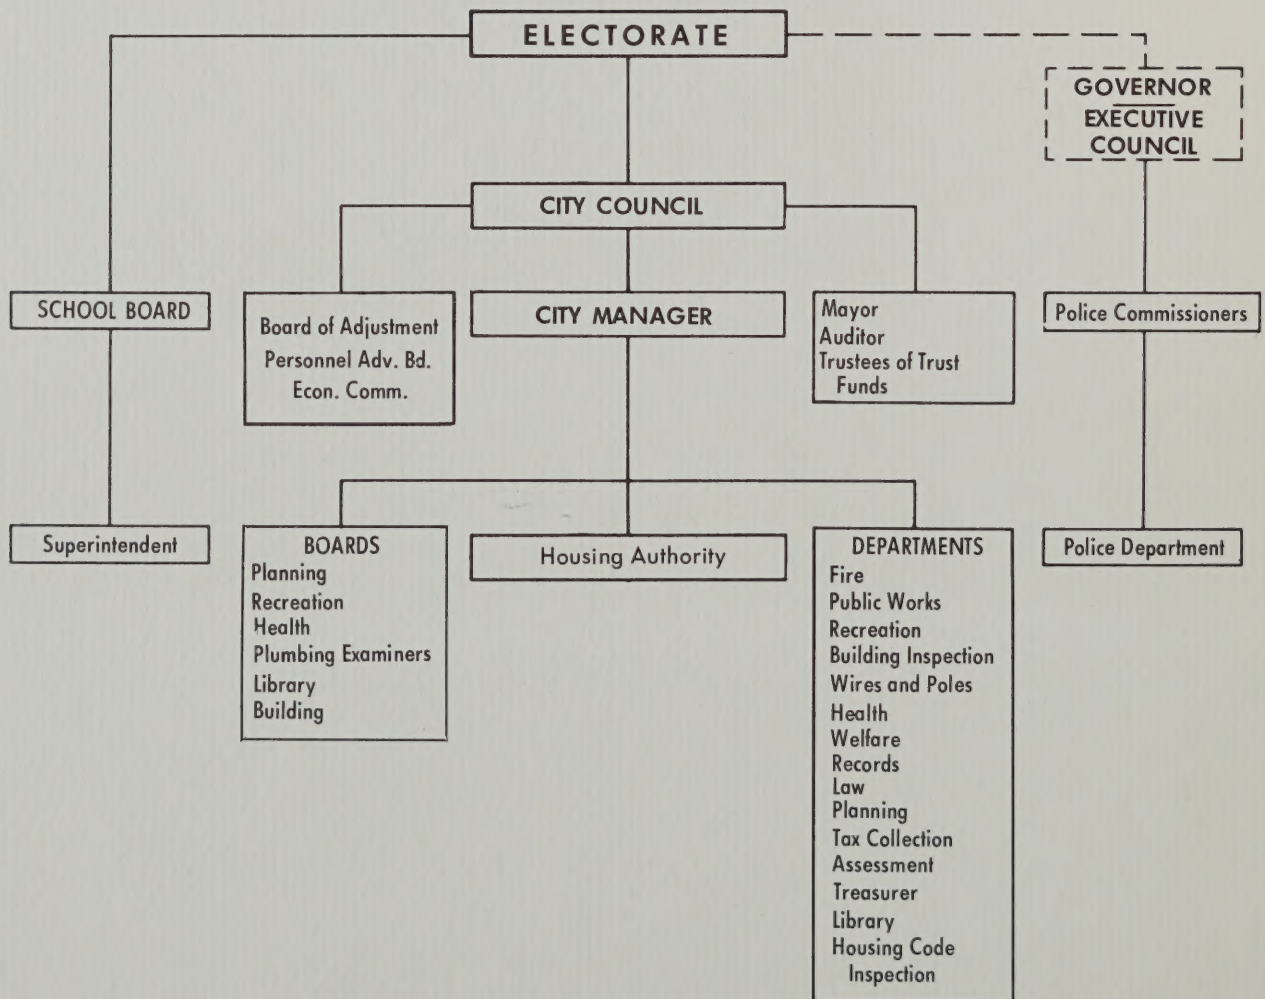 ELECTORATE
GOVERNOR
EXECUTIVE
COUNCIL
CITY COUNCIL
SCHOOL BOARD
Board of Adjustment
Personnel Adv. Bd.
Econ. Comm.
CITY MANAGER
Mayor
Auditor
Trustees of Trust
Funds
Police Commissioners
Superintendent
BOARDS
Planning
Recreation
Health
Plumbing Examiners
Library
Building
Housing Authority
DEPARTMENTS
Fire
Public Works
Recreation
Building Inspection
Wires and Poles
Health
Welfare
Records
Law
Planning
Tax Collection
Assessment
Treasurer
Library
Housing Code
Inspection
Police Department